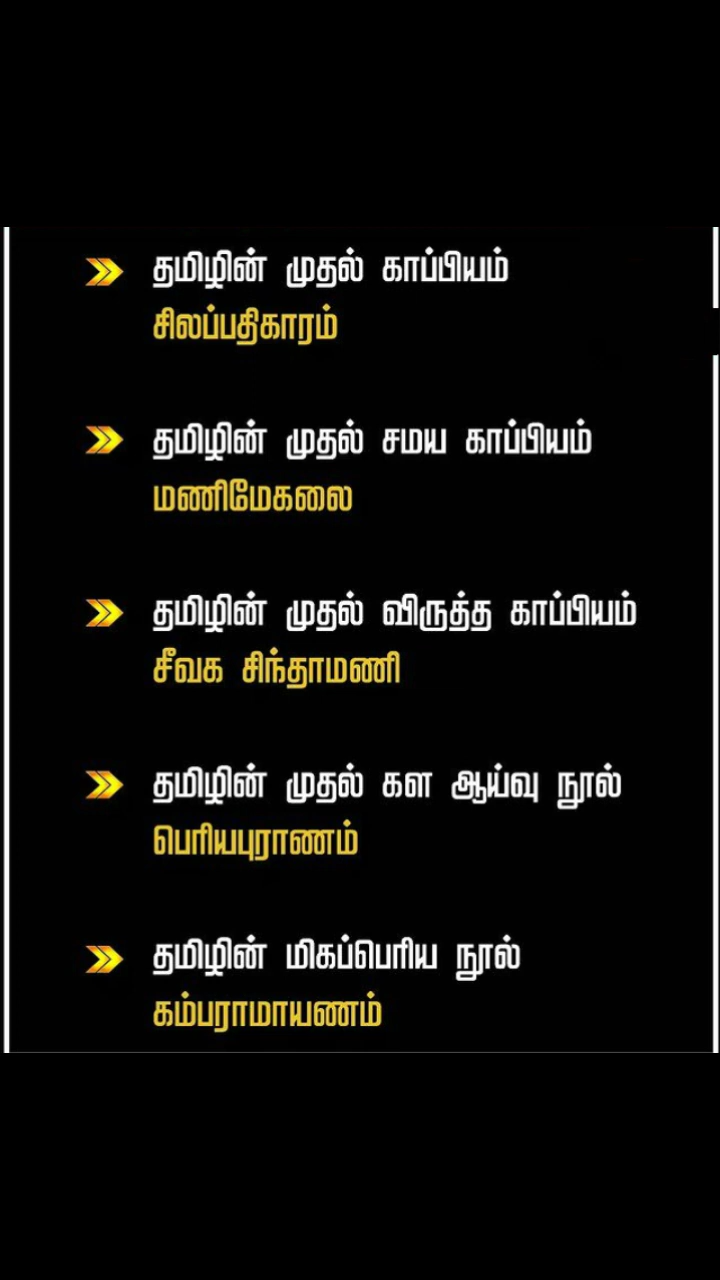 தமிழின் முதல் காப்பியம்
சிலப்பதிகாரம்
தமிழின் முதல் சமய காப்பியம்
மணிமேகலை
தமிழின் முதல் விருத்த காப்பியம்
சீவக சிந்தாமணி
தமிழின் முதல் கள ஆய்வு நூல்
பெரியபுராணம்
தமிழின் மிகப்பெரிய நூல்
கம்பராமாயணம்